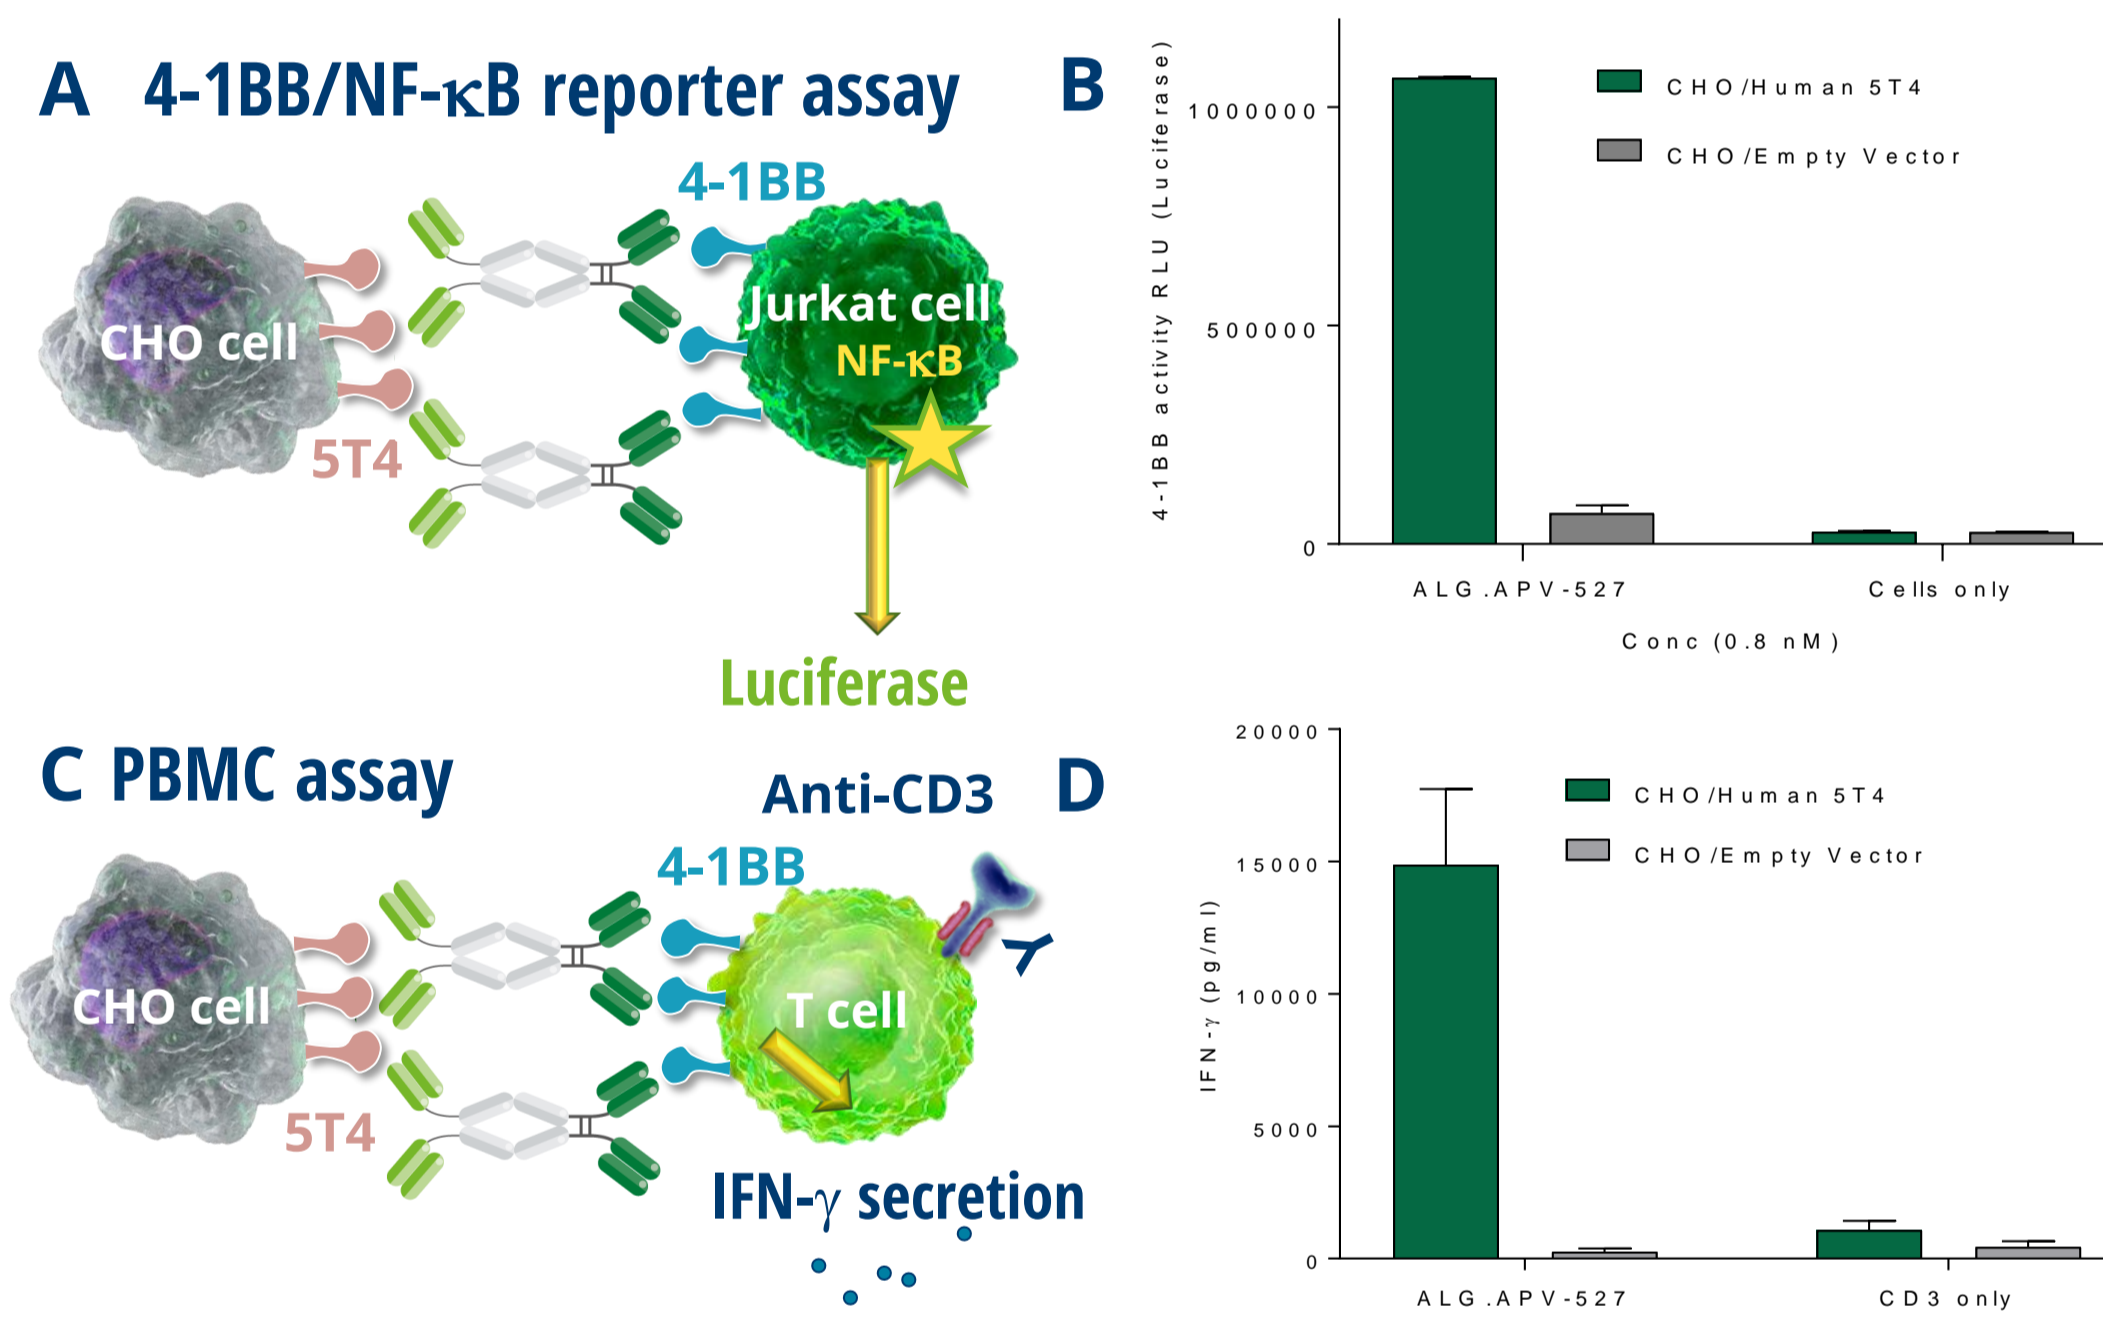 A 4-1BB/NF-κB reporter assay
4-1BB
CHO cell
Jurkat cell
NF-κB
5T4
Luciferase
B
4-1BB activity RLU (Luciferase)
1000000
500000
0
CHO/Human 5T4
CHO/Empty Vector
ALG.APV-527
Cells only
Conc (0.8 nM)
C PBMC assay
Anti-CD3
4-1BB
CHO cell
T cell
5T4
IFN-γ secretion
D
IFN-γ (pg/ml)
20000
15000
10000
5000
0
CHO/Human 5T4
CHO/Empty Vector
ALG.APV-527
CD3 only